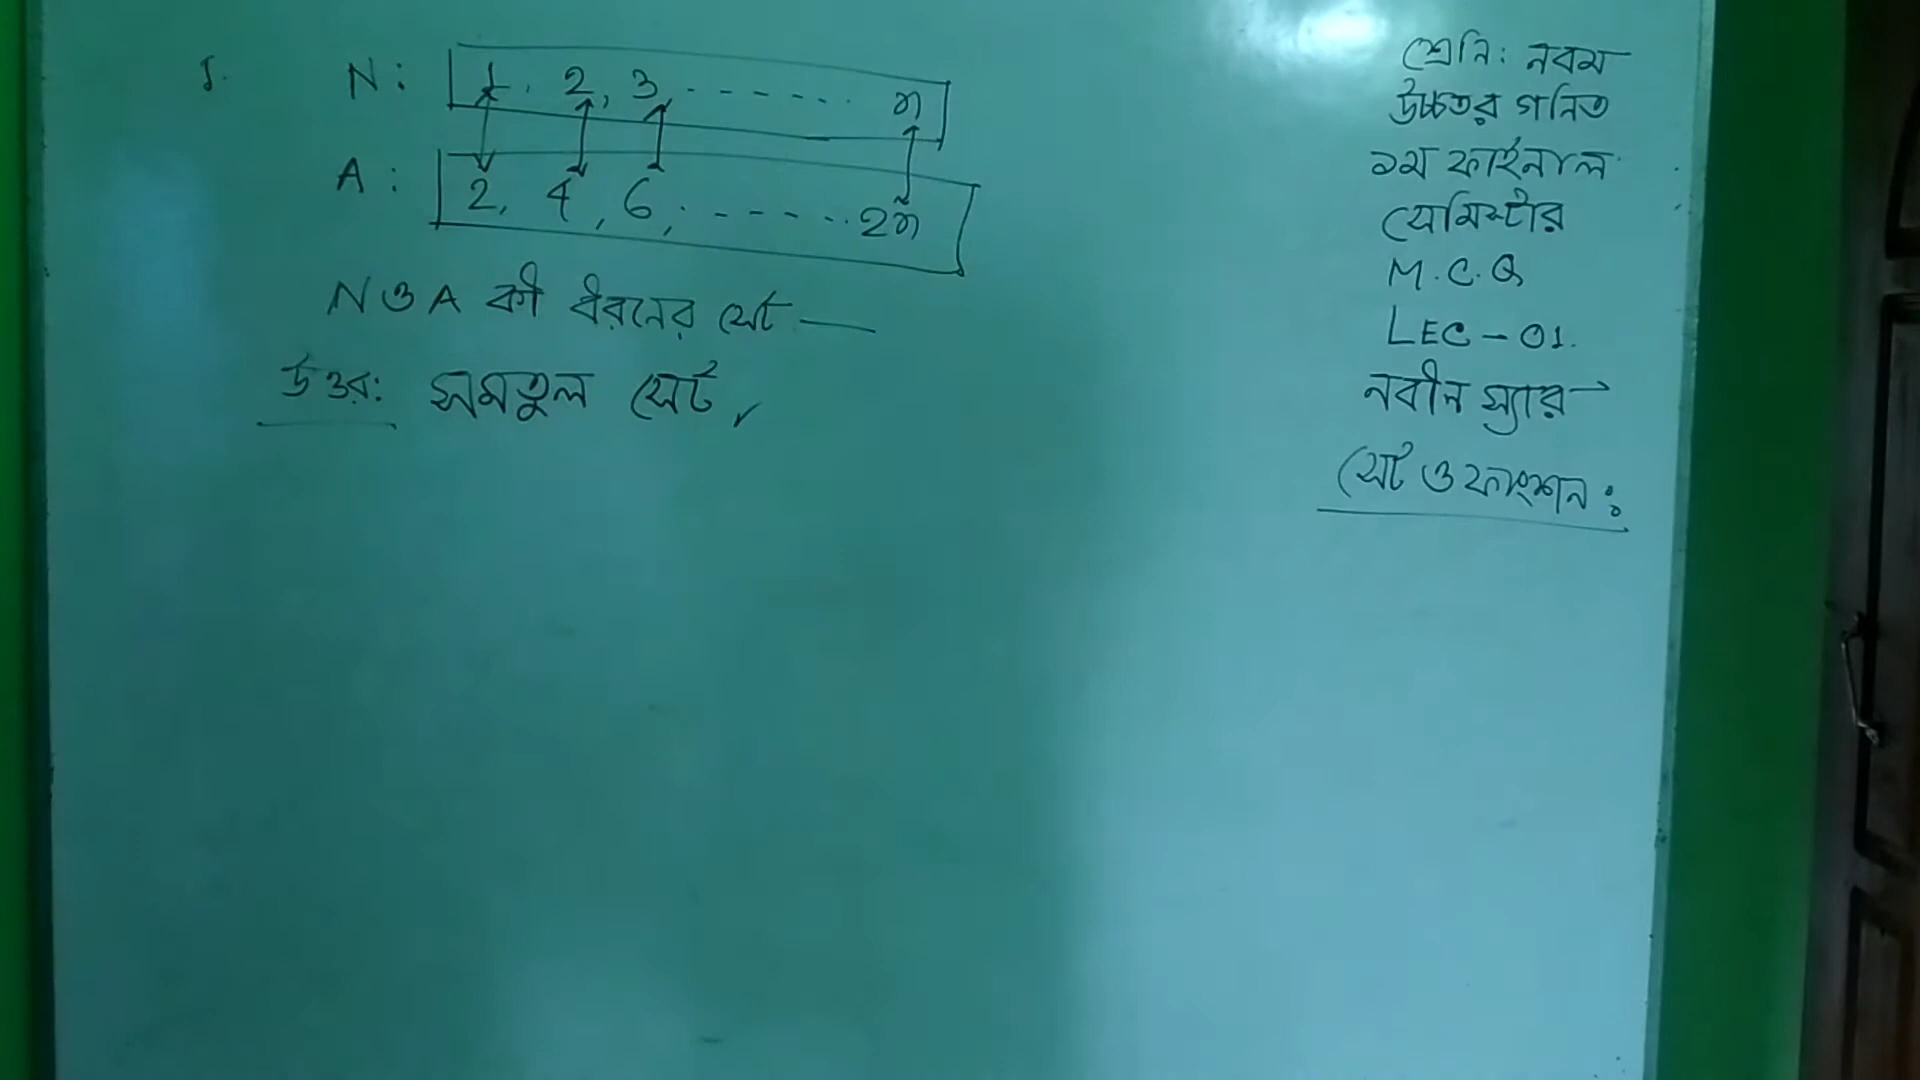 1. N: 1, 2, 3, - - - - - - n
A: 2, 4, 6, - - - - - 2n
N ও A কী ধরনের সেট —
উত্তর: সমতুল সেট
শ্রেনি: নবম
উচ্চতর গনিত
১ম ফাইনাল
সেমিস্টার
M.C.Q
LEC - 01.
নবীন স্যার
সেট ও ফাংশন: